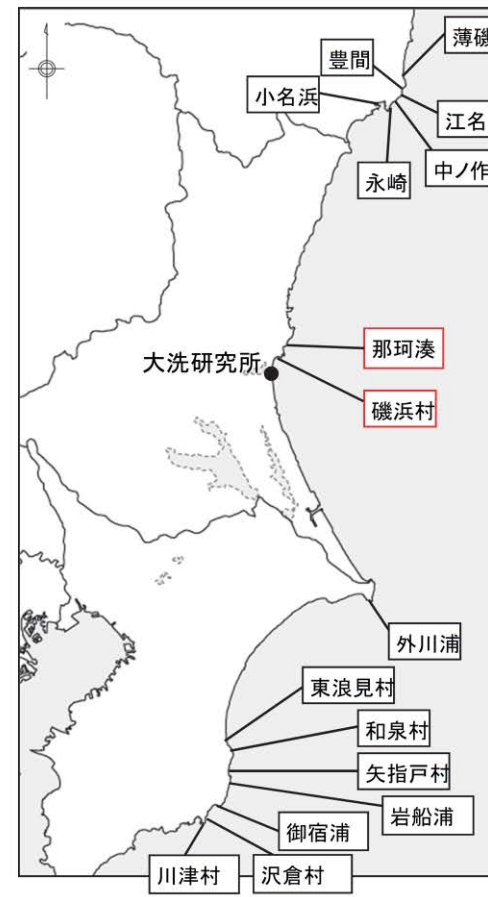 薄磯
豊間
小名浜
江名
中ノ作
永崎
那珂湊
大洗研究所
磯浜村
外川浦
東浪見村
和泉村
矢指戸村
岩船浦
御宿浦
川津村
沢倉村